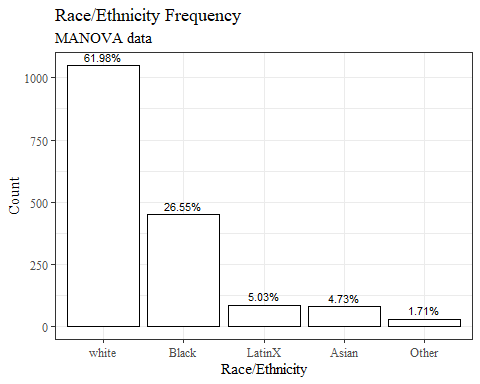 Race/Ethnicity Frequency
MANOVA data
61.98%
26.55%
5.03%
4.73%
1.71%
1000
750
500
250
0
Count
white Black LatinX Asian Other
Race/Ethnicity